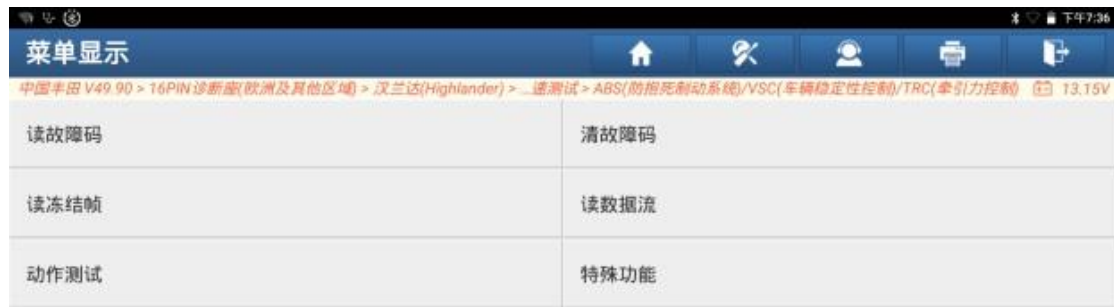 下午7:36
菜单显示
中国丰田 V49.90 > 16PIN诊断座(欧洲及其他区域) > 汉兰达(Highlander) > ...速测试 > ABS(防抱死制动系统)/VSC(车辆稳定性控制)/TRC(牵引力控制) 13.15V
读故障码 清故障码
读冻结帧 读数据流
动作测试 特殊功能